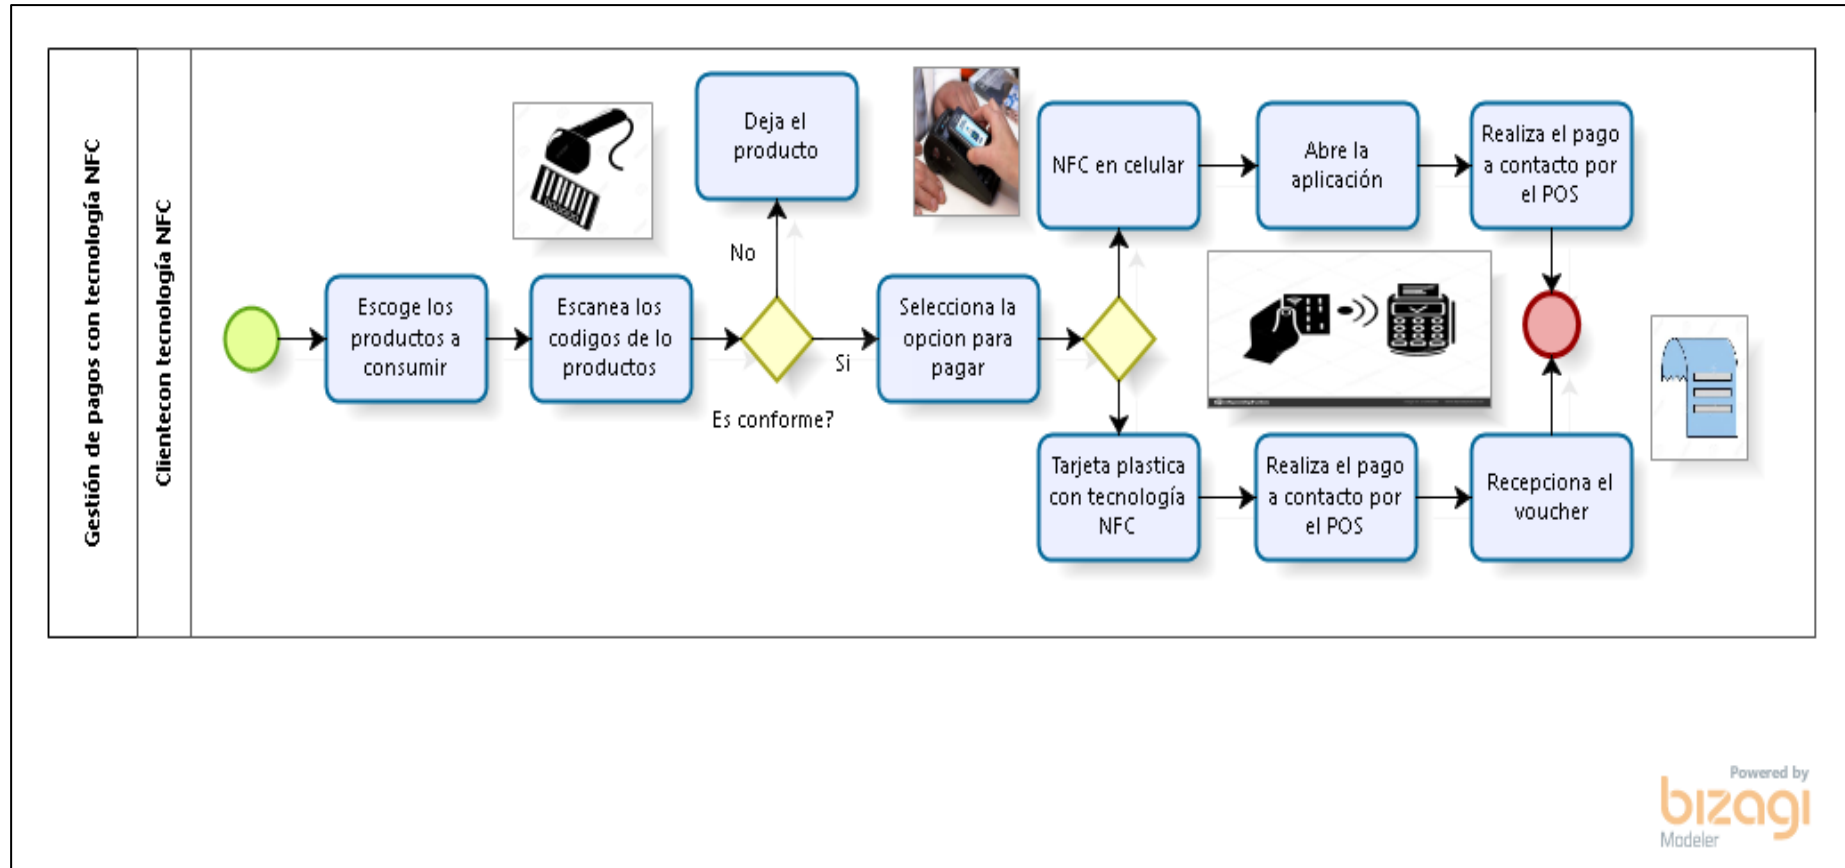 Gestión de pagos con tecnología NFC
Clientecon tecnología NFC
Escoge los
productos a
consumir
Escanea los
codigos de lo
productos
Es conforme?
No
Deja el
producto
Si
Selecciona la
opcion para
pagar
NFC en celular
Abre la
aplicación
Realiza el pago
a contacto por
el POS
Tarjeta plastica
con tecnología
NFC
Realiza el pago
a contacto por
el POS
Recepciona el
voucher
Powered by
bizagi
Modeler